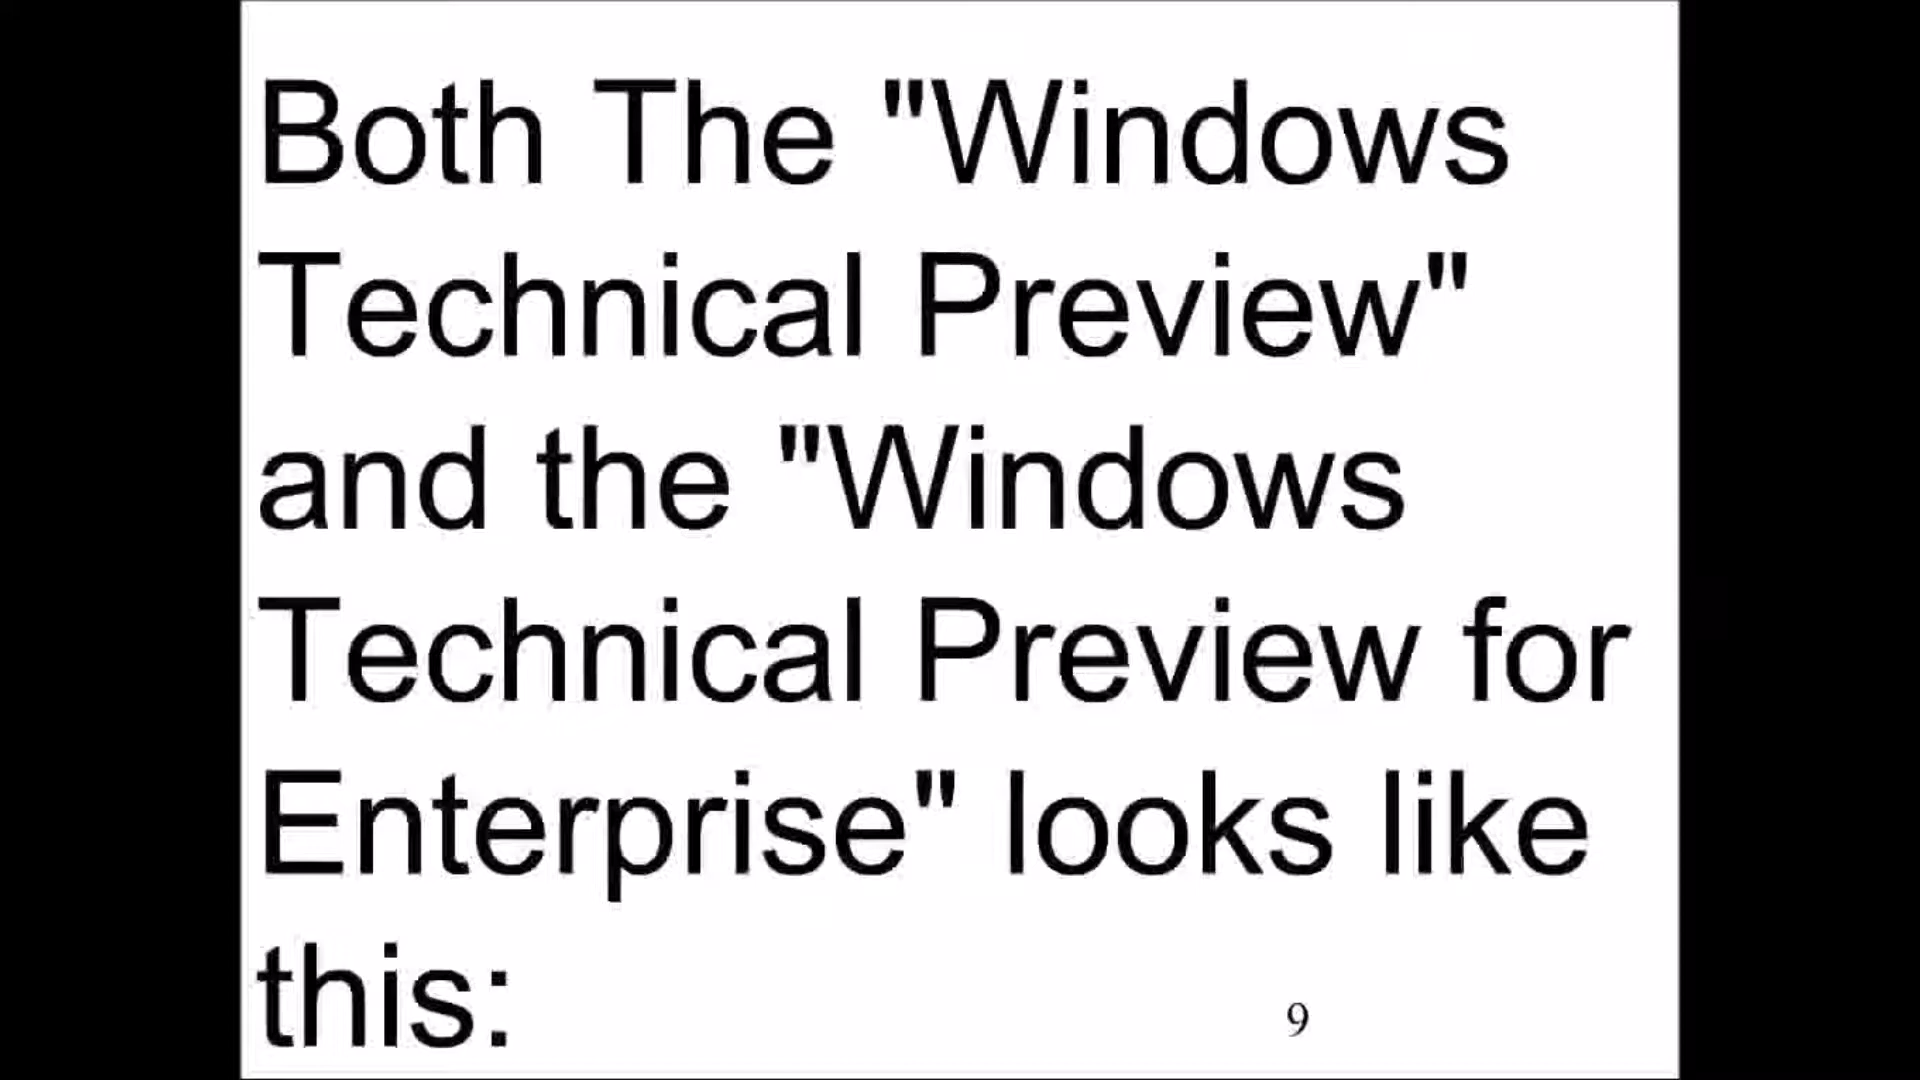 Both The "Windows
Technical Preview"
and the "Windows
Technical Preview for
Enterprise" looks like
this:
9